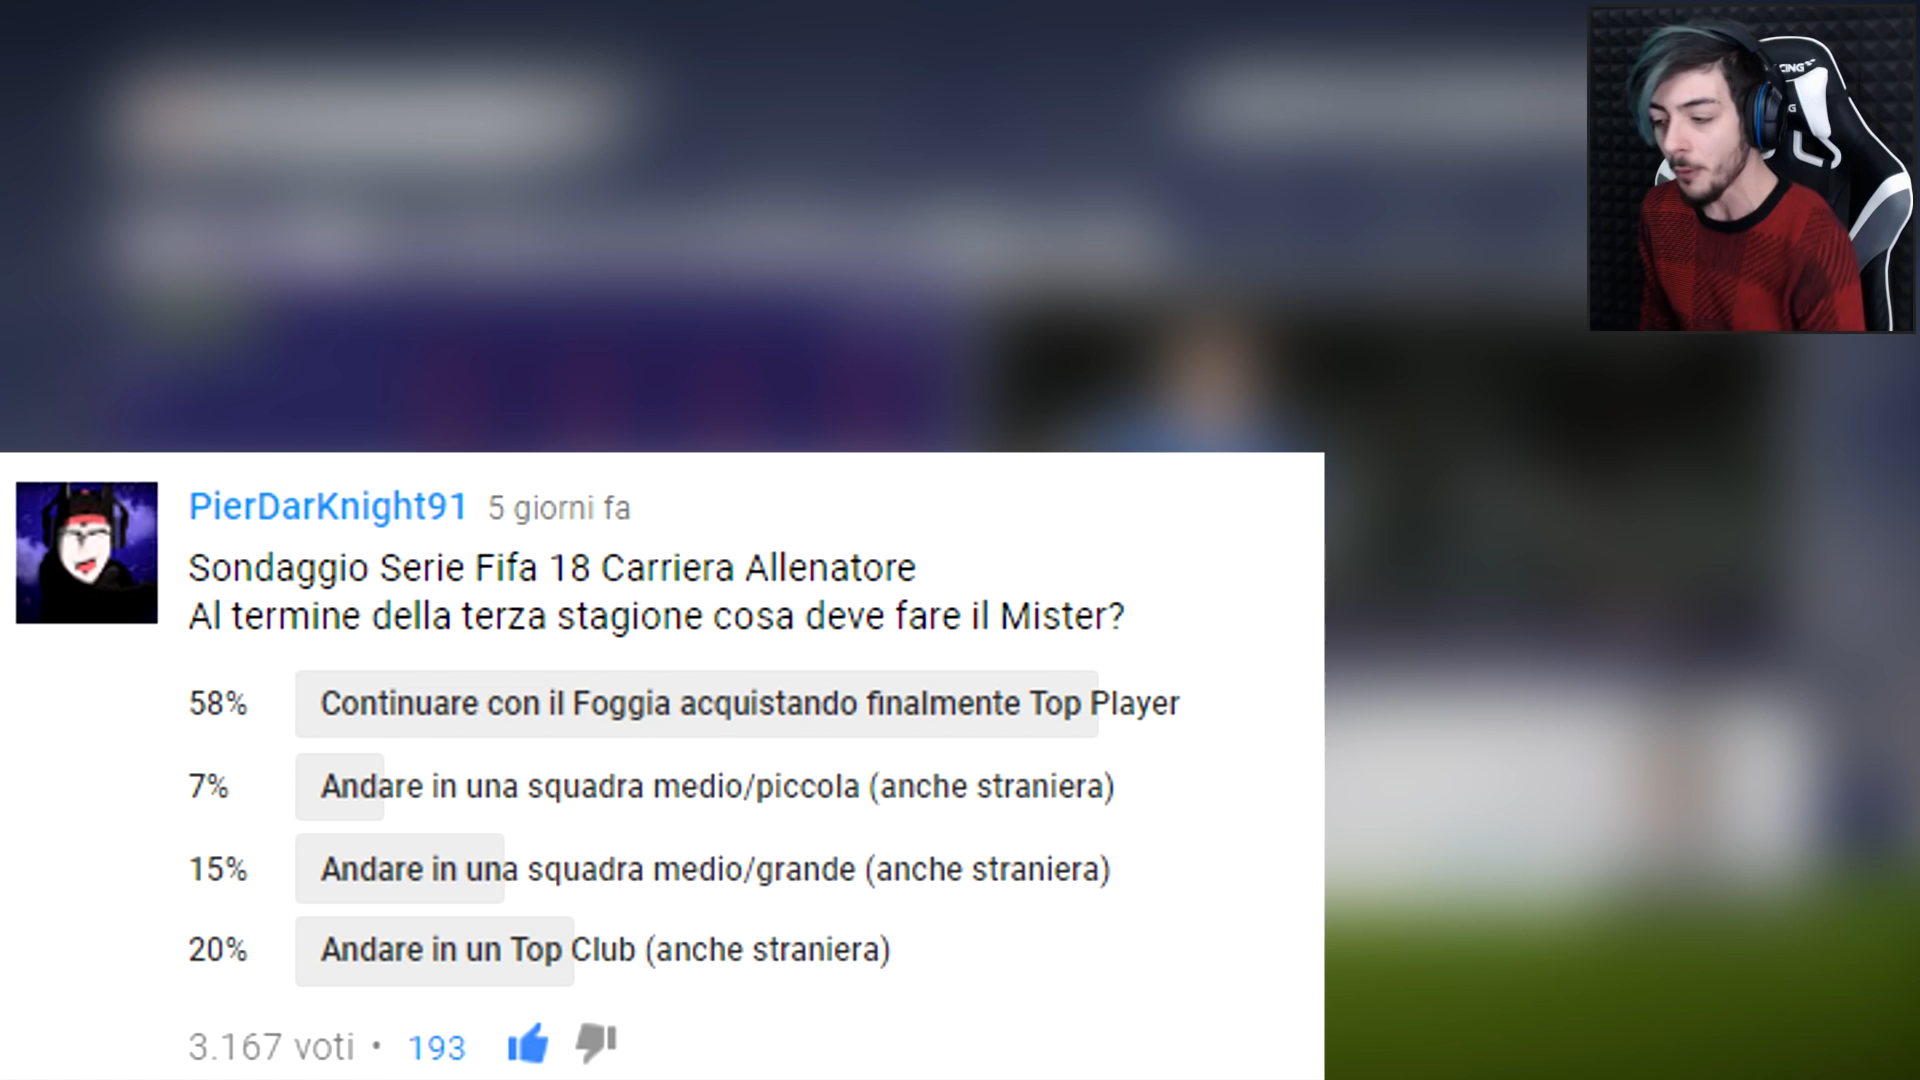 CING
G
PierDarKnight91 5 giorni fa
Sondaggio Serie Fifa 18 Carriera Allenatore
Al termine della terza stagione cosa deve fare il Mister?
58% Continuare con il Foggia acquistando finalmente Top Player
7% Andare in una squadra medio/piccola (anche straniera)
15% Andare in una squadra medio/grande (anche straniera)
20% Andare in un Top Club (anche straniera)
3.167 voti • 193